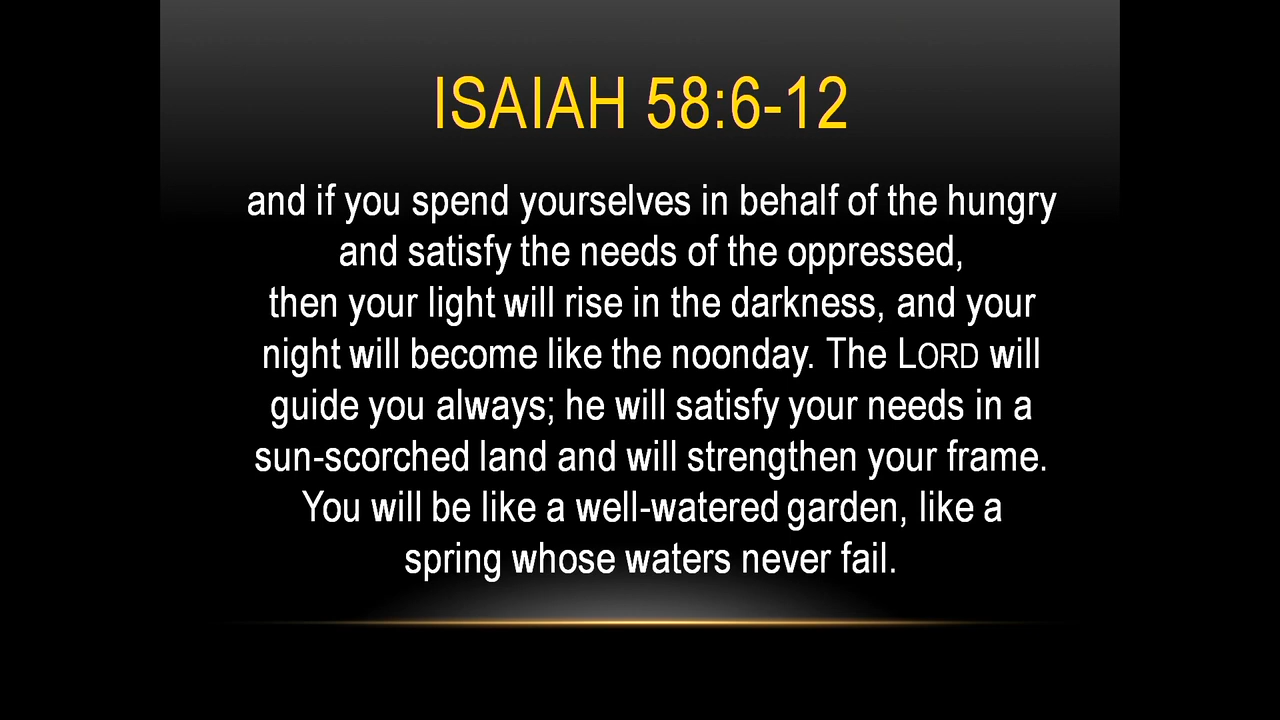 ISAIAH 58:6-12
and if you spend yourselves in behalf of the hungry
and satisfy the needs of the oppressed,
then your light will rise in the darkness, and your
night will become like the noonday. The LORD will
guide you always; he will satisfy your needs in a
sun-scorched land and will strengthen your frame.
You will be like a well-watered garden, like a
spring whose waters never fail.